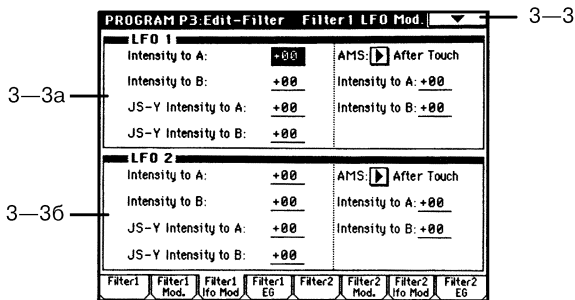 PROGRAM P3:Edit-Filter Filter1 LFO Mod.
3—3
LFO 1
Intensity to A: +00 AMS: After Touch
Intensity to B: +00 Intensity to A: +00
3—3а
JS-Y Intensity to A: +00 Intensity to B: +00
JS-Y Intensity to B: +00
LFO 2
Intensity to A: +00 AMS: After Touch
Intensity to B: +00 Intensity to A: +00
3—3б
JS-Y Intensity to A: +00 Intensity to B: +00
JS-Y Intensity to B: +00
Filter1 Filter1 Mod. Filter1 lfo Mod Filter1 EG Filter2 Filter2 Mod. Filter2 lfo Mod Filter2 EG